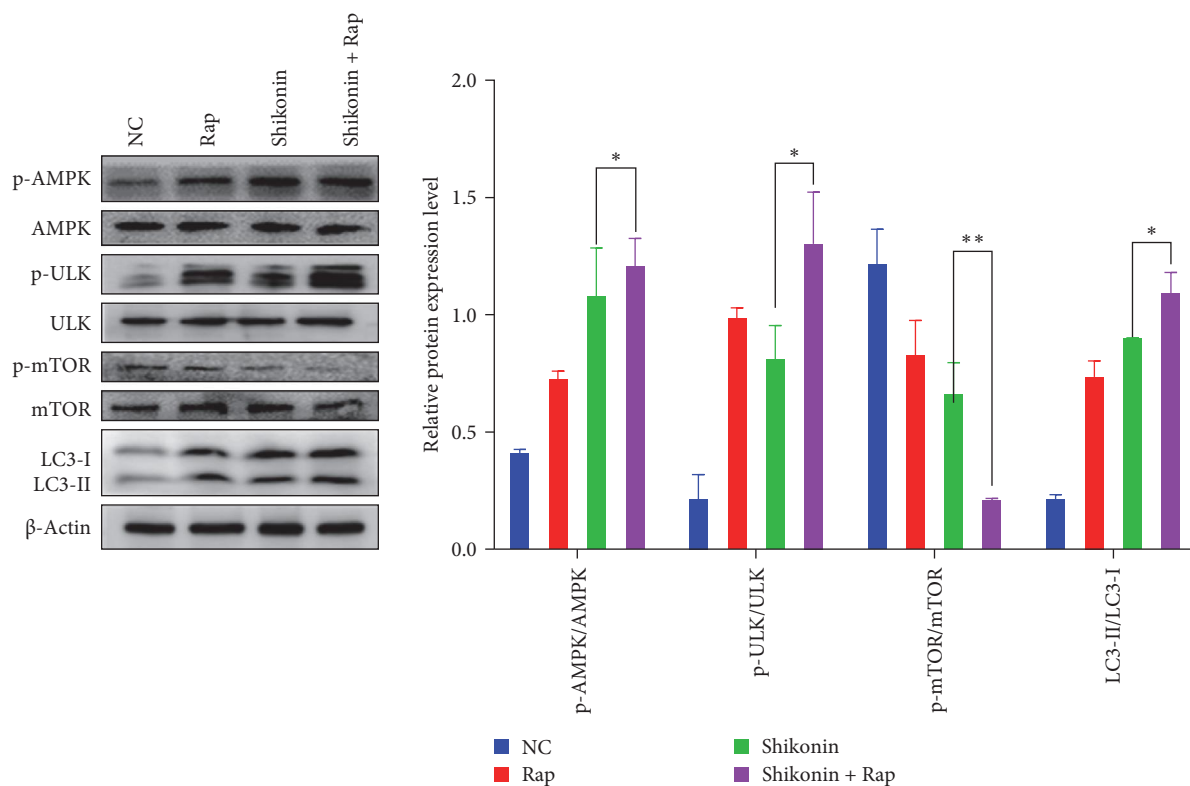 NC
Rap
Shikonin
Shikonin + Rap
p-AMPK
AMPK
p-ULK
ULK
p-mTOR
mTOR
LC3-I
LC3-II
β-Actin
Relative protein expression level
2.0
1.5
1.0
0.5
0.0
*
*
**
*
p-AMPK/AMPK
p-ULK/ULK
p-mTOR/mTOR
LC3-II/LC3-I
NC
Rap
Shikonin
Shikonin + Rap